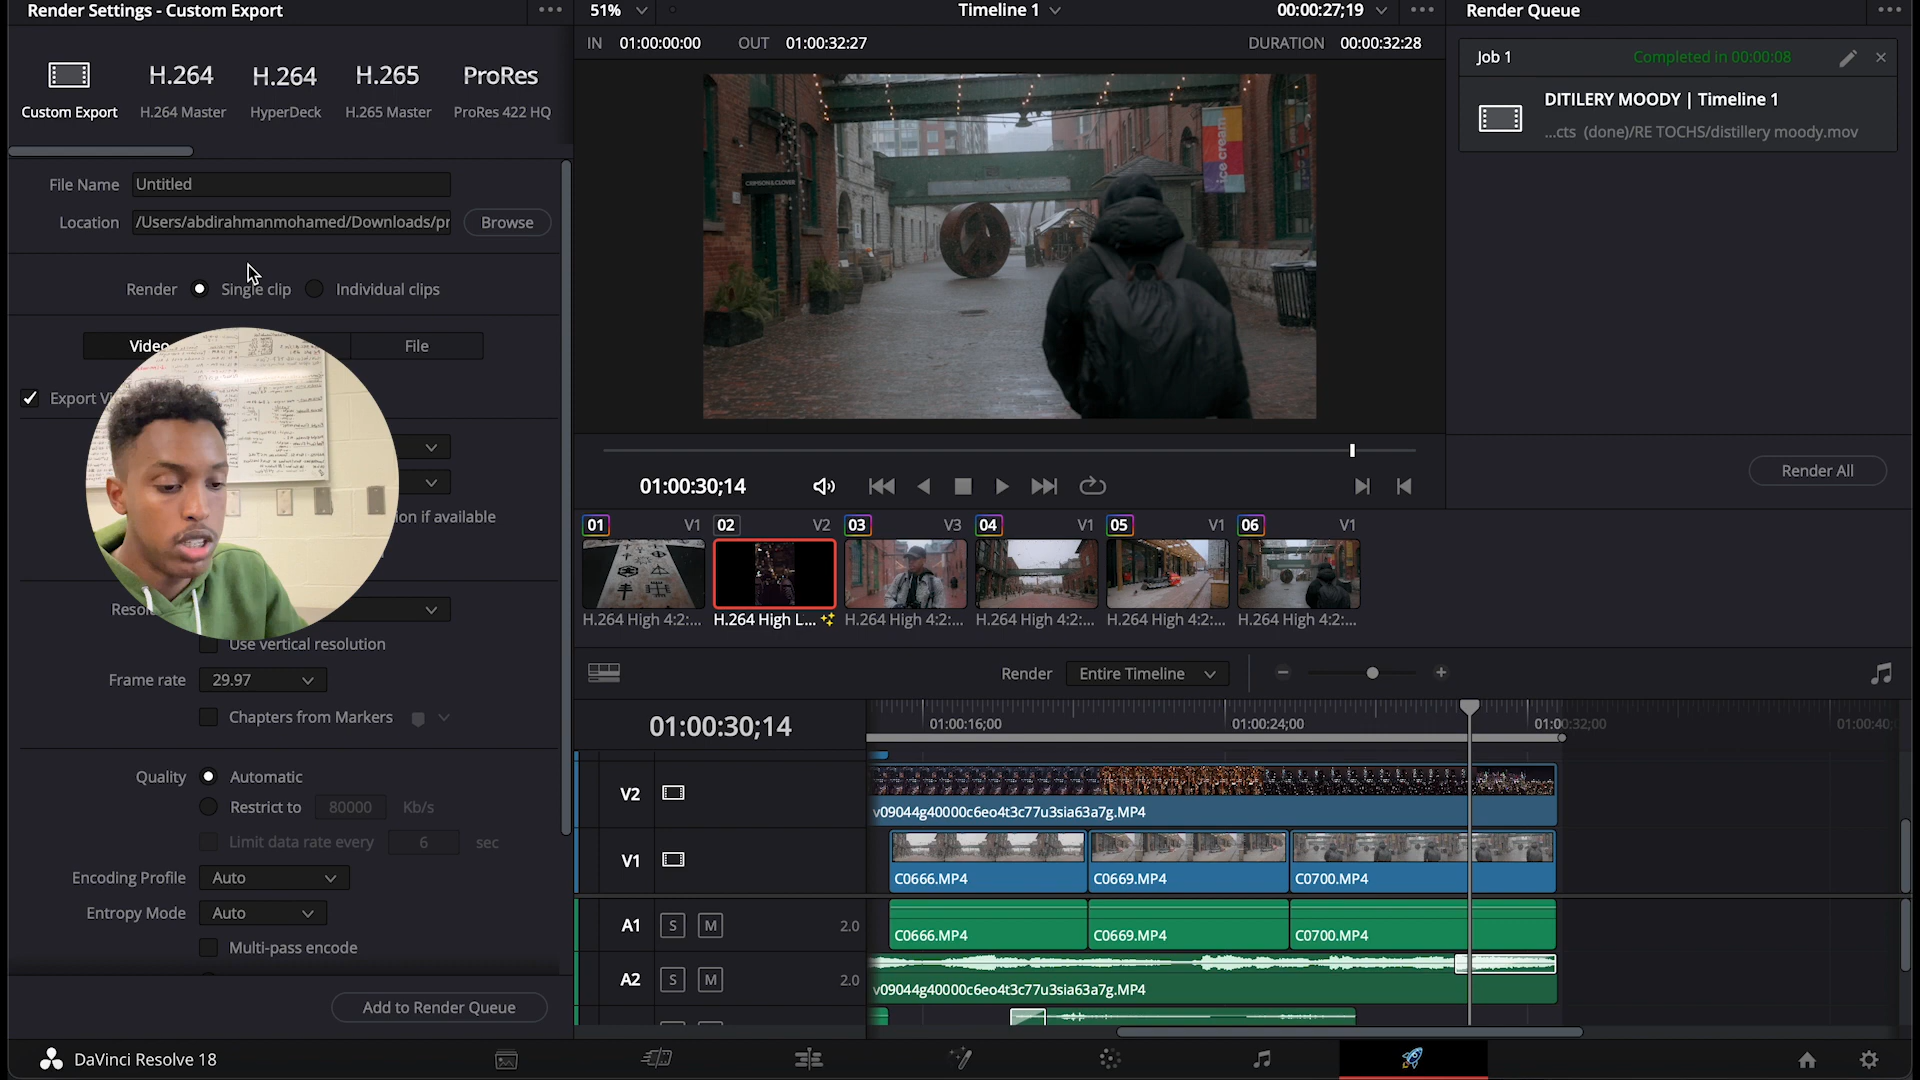 Render Settings - Custom Export
51%
Timeline 1
00:00:27;19
Render Queue
IN 01:00:00:00 OUT 01:00:32:27
DURATION 00:00:32:28
Job 1 Completed in 00:00:08
DITILERY MOODY | Timeline 1
...cts (done)/RE TOCHS/distillery moody.mov
H.264 H.264 H.265 ProRes
Custom Export H.264 Master HyperDeck H.265 Master ProRes 422 HQ
File Name Untitled
Location /Users/abdirahmanmohamed/Downloads/pr Browse
Render Single clip Individual clips
Video File
Export Vi
ion if available
Reso
Use vertical resolution
Frame rate 29.97
Chapters from Markers
Quality Automatic
Restrict to 80000 Kb/s
Limit data rate every 6 sec
Encoding Profile Auto
Entropy Mode Auto
Multi-pass encode
Add to Render Queue
CRIMSON&CLOVER
ice cream
01:00:30;14
Render All
01 V1 02 V2 03 V3 04 V1 05 V1 06 V1
H.264 High 4:2:... H.264 High L... H.264 High 4:2:... H.264 High 4:2:... H.264 High 4:2:... H.264 High 4:2:...
Render Entire Timeline
01:00:30;14
01:00:16;00 01:00:24;00 01:00:32;00 01:00:40;
V2
v09044g40000c6eo4t3c77u3sia63a7g.MP4
V1
C0666.MP4 C0669.MP4 C0700.MP4
A1 S M 2.0
C0666.MP4 C0669.MP4 C0700.MP4
A2 S M 2.0
v09044g40000c6eo4t3c77u3sia63a7g.MP4
DaVinci Resolve 18